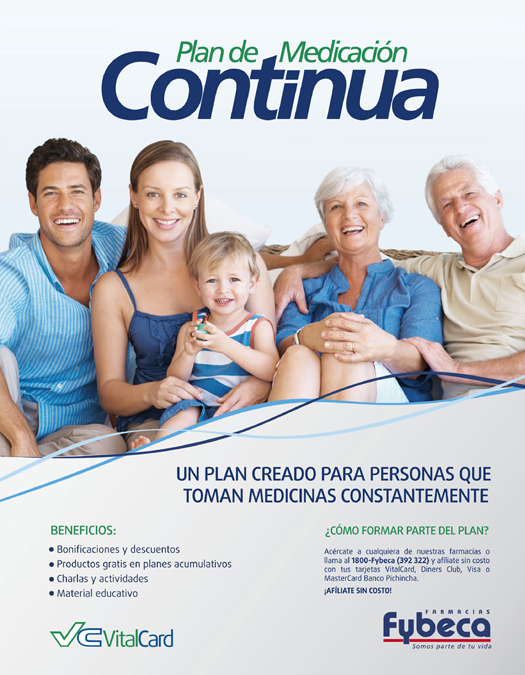 Plan de Medicación
Continua
UN PLAN CREADO PARA PERSONAS QUE
TOMAN MEDICINAS CONSTANTEMENTE
BENEFICIOS:
• Bonificaciones y descuentos
• Productos gratis en planes acumulativos
• Charlas y actividades
• Material educativo
VC VitalCard
¿CÓMO FORMAR PARTE DEL PLAN?
Acércate a cualquiera de nuestras farmacias o
llama al 1800-Fybeca (392 322) y afíliate sin costo
con tus tarjetas VitalCard, Diners Club, Visa o
MasterCard Banco Pichincha.
¡AFÍLIATE SIN COSTO!
FARMACIAS
Fybeca
Somos parte de tu vida